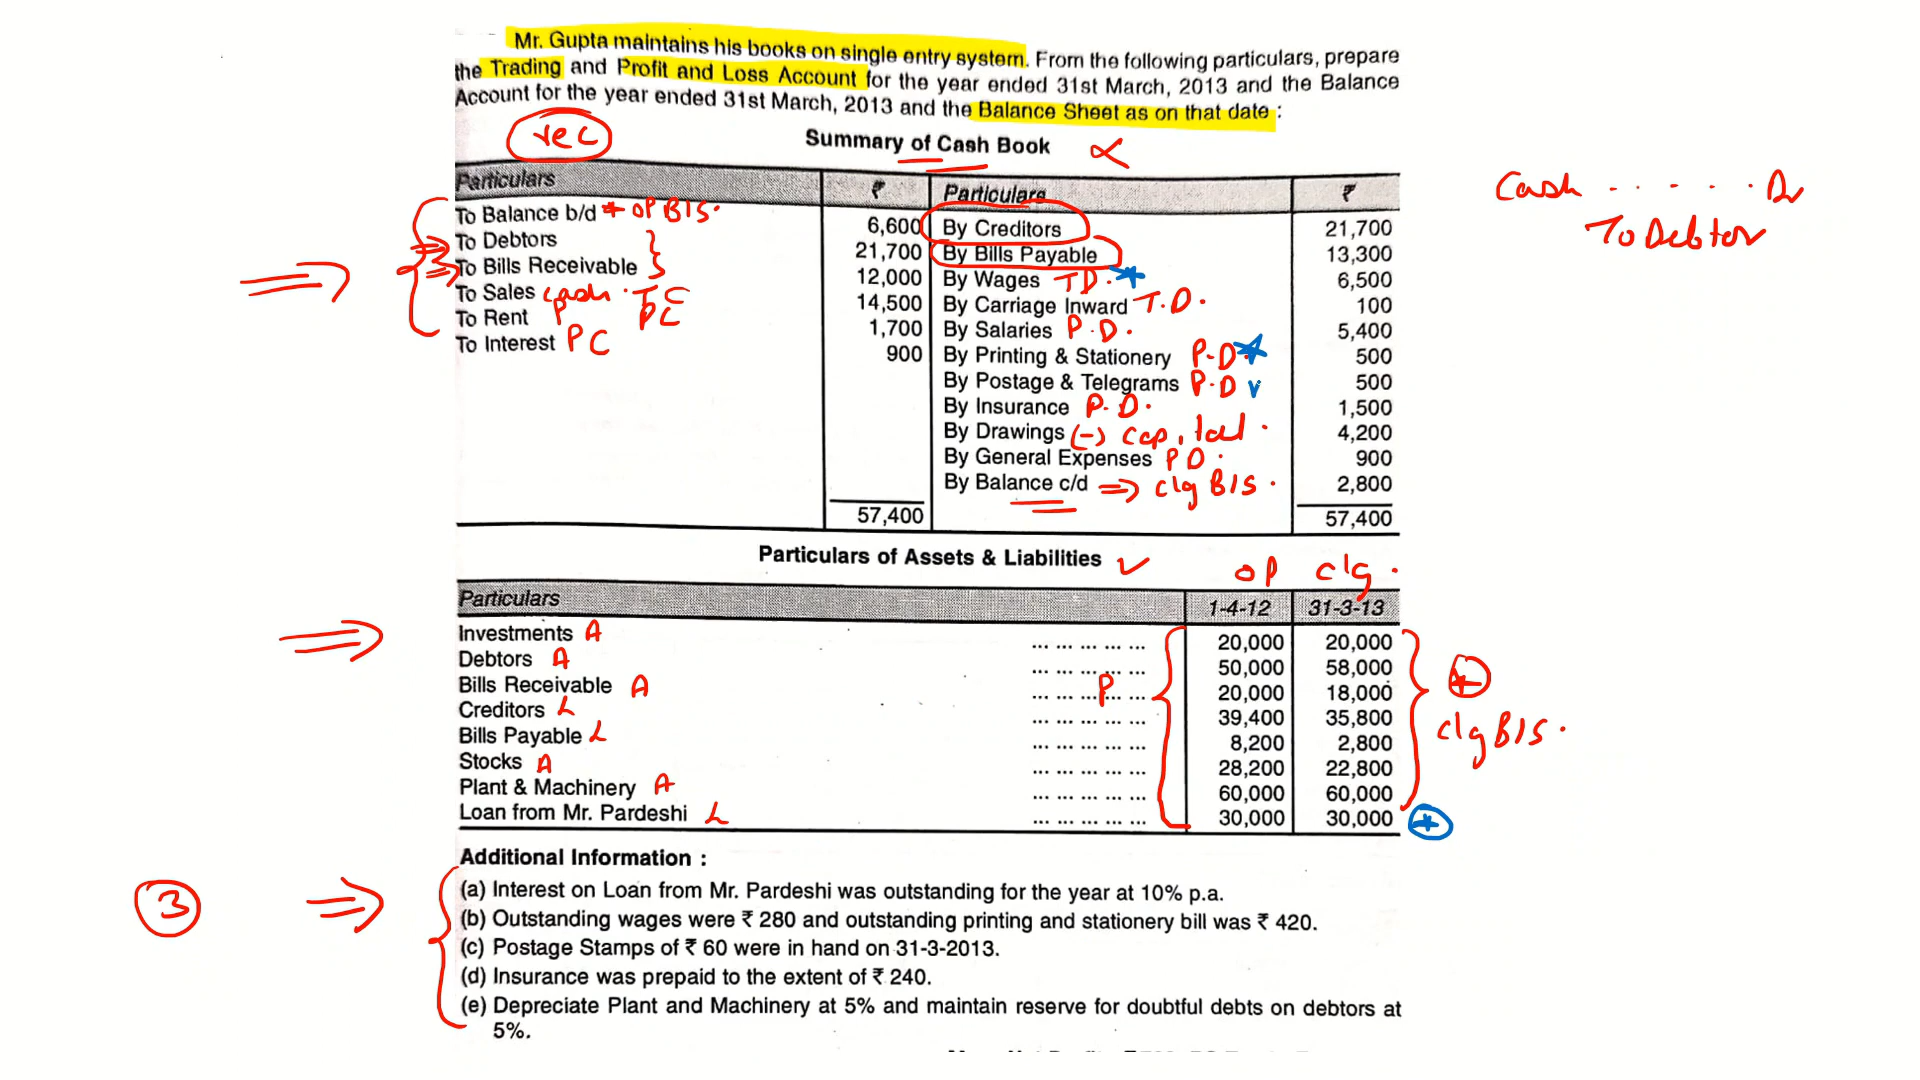 Mr. Gupta maintains his books on single entry system. From the following particulars, prepare
the Trading and Profit and Loss Account for the year ended 31st March, 2013 and the Balance
Account for the year ended 31st March, 2013 and the Balance Sheet as on that date :
rec
Summary of Cash Book
Particulars ₹ Particulars ₹
To Balance b/d OP B/S. 6,600 By Creditors 21,700
To Debtors 21,700 By Bills Payable 13,300
To Bills Receivable 12,000 By Wages T D. 6,500
To Sales cash. T C 14,500 By Carriage Inward T.D. 100
To Rent P C 1,700 By Salaries P.D. 5,400
To Interest P C 900 By Printing & Stationery P-D 500
By Postage & Telegrams P.D 500
By Insurance P.D. 1,500
By Drawings (-) Capital. 4,200
By General Expenses P D. 900
By Balance c/d ⇒ clg B/S. 2,800
57,400 57,400
Cash . . . . . . Dr
To Debtor
Particulars of Assets & Liabilities
OP clg.
Particulars 1-4-12 31-3-13
Investments A ... ... ... ... ... 20,000 20,000
Debtors A ... ... ... ... ... 50,000 58,000
Bills Receivable A ... ... ... ... ... P 20,000 18,000
Creditors L ... ... ... ... ... 39,400 35,800
Bills Payable L ... ... ... ... ... 8,200 2,800
Stocks A ... ... ... ... ... 28,200 22,800
Plant & Machinery A ... ... ... ... ... 60,000 60,000
Loan from Mr. Pardeshi L ... ... ... ... ... 30,000 30,000
clg B/S.
Additional Information :
3
(a) Interest on Loan from Mr. Pardeshi was outstanding for the year at 10% p.a.
(b) Outstanding wages were ₹ 280 and outstanding printing and stationery bill was ₹ 420.
(c) Postage Stamps of ₹ 60 were in hand on 31-3-2013.
(d) Insurance was prepaid to the extent of ₹ 240.
(e) Depreciate Plant and Machinery at 5% and maintain reserve for doubtful debts on debtors at
5%.